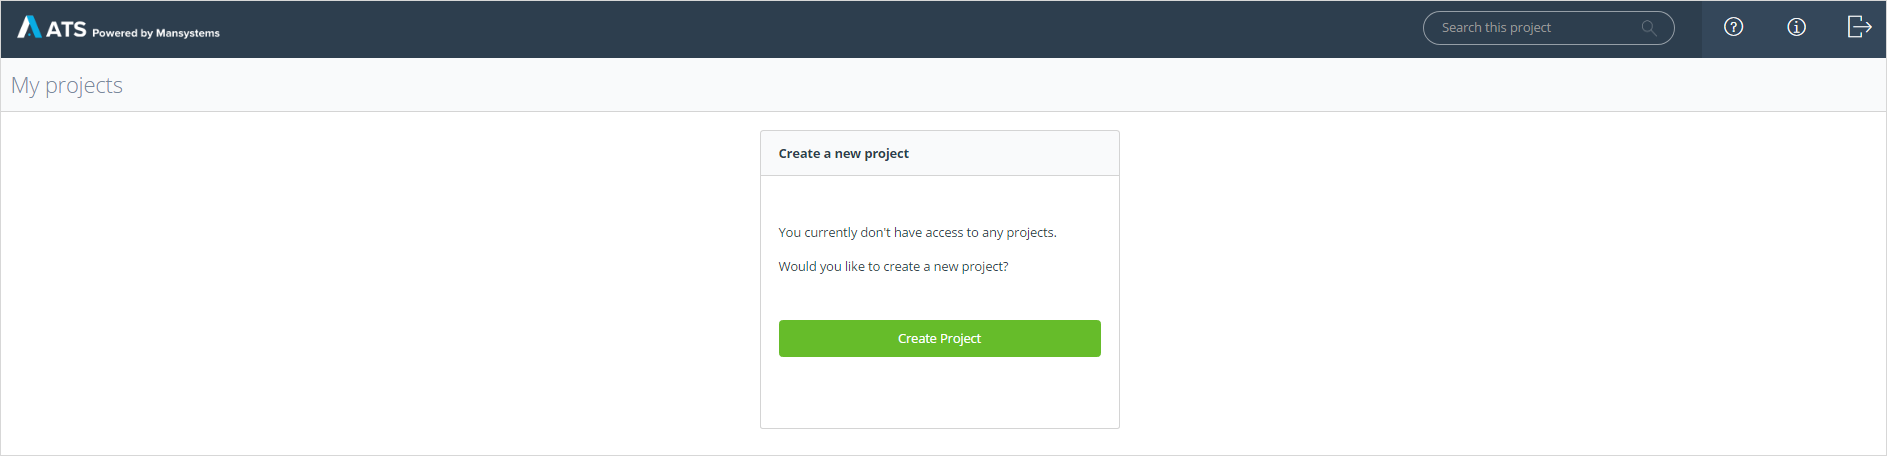 ATS Powered by Mansystems
Search this project
My projects
Create a new project
You currently don't have access to any projects.
Would you like to create a new project?
Create Project